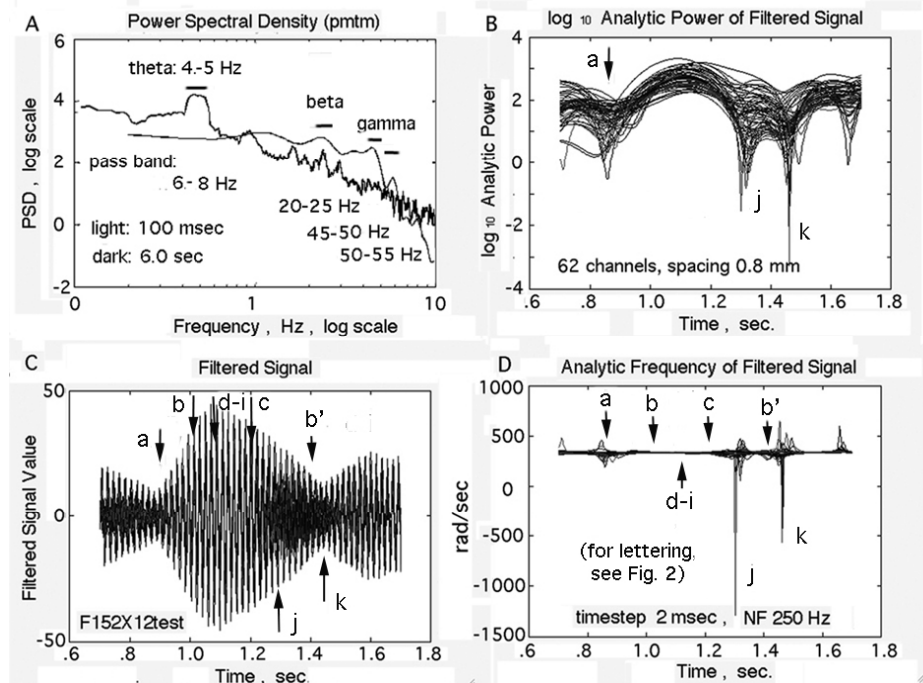 A
Power Spectral Density (pmtm)
6
4
2
0
-2
PSD , log scale
theta: 4.-5 Hz
beta
gamma
pass band:
6.- 8 Hz
20-25 Hz
45-50 Hz
50-55 Hz
light: 100 msec
dark: 6.0 sec
0
1
10
Frequency , Hz , log scale
B
log 10 Analytic Power of Filtered Signal
4
2
0
-2
-4
log 10 Analytic Power
a
j
k
62 channels, spacing 0.8 mm
.6 .8 1.0 1.2 1.4 1.6 1.8
Time , sec.
C
Filtered Signal
50
0
-50
Filtered Signal Value
a
b
d-i
c
b’
j
k
F152X12test
.6 .8 1.0 1.2 1.4 1.6 1.8
Time , sec.
D
Analytic Frequency of Filtered Signal
1000
500
0
-500
-1000
-1500
rad/sec
a
b
c
b’
d-i
k
j
(for lettering,
see Fig. 2)
timestep 2 msec , NF 250 Hz
.6 .8 1.0 1.2 1.4 1.6 1.8
Time , sec.